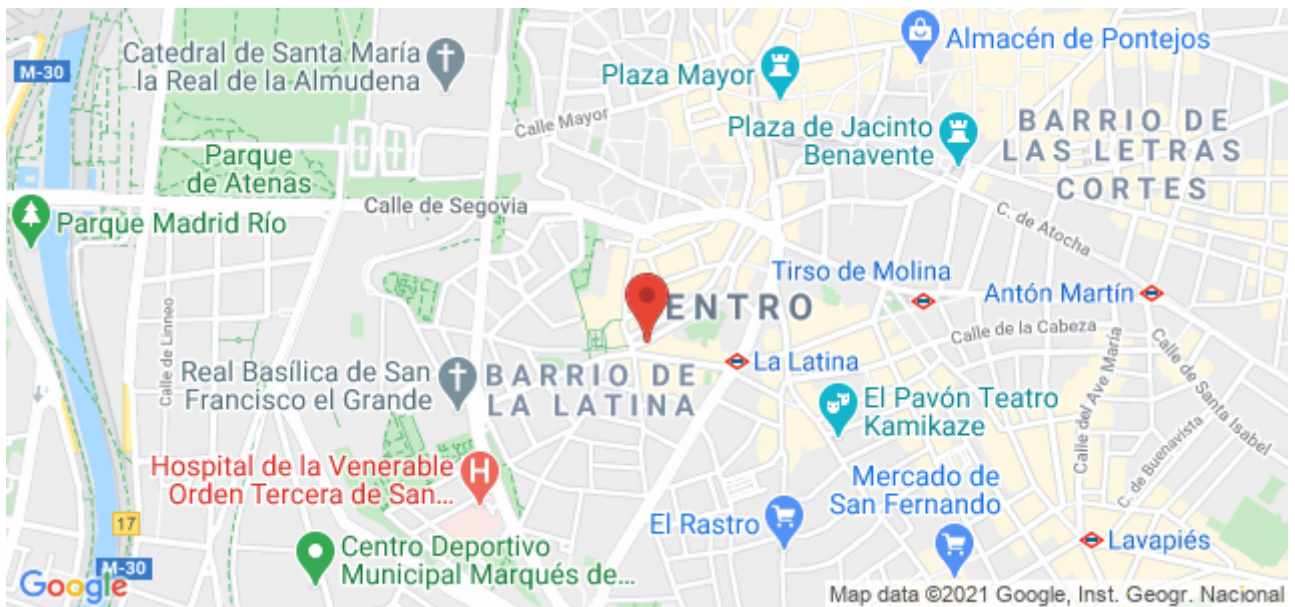 Almacén de Pontejos
Catedral de Santa María
la Real de la Almudena
M-30
Plaza Mayor
Calle Mayor
Plaza de Jacinto
Benavente
BARRIO DE
LAS LETRAS
CORTES
Parque
de Atenas
Calle de Segovia
Parque Madrid Río
C. de Atocha
Tirso de Molina
Antón Martín
ENTRO
Calle de la Cabeza
Calle de Linneo
La Latina
Real Basílica de San
Francisco el Grande
BARRIO DE
LA LATINA
El Pavón Teatro
Kamikaze
Calle del Ave María
Calle de Santa Isabel
C. de Buenavista
Hospital de la Venerable
Orden Tercera de San...
H
Mercado de
San Fernando
El Rastro
17
Lavapiés
Centro Deportivo
Municipal Marqués de...
M-30
Google
Map data ©2021 Google, Inst. Geogr. Nacional